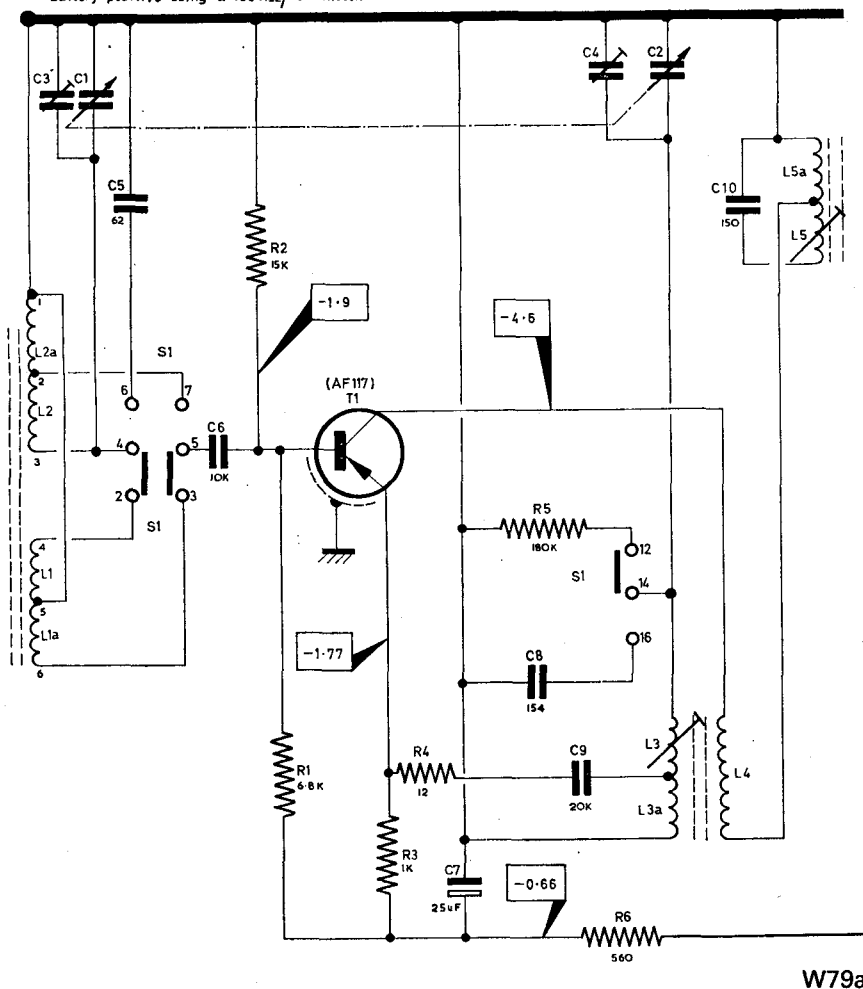 battery positive using a
C3 C1
C4 C2
C5
62
R2
15K
C10
150
L5a
L5
-1·9
-4·6
1
L2a
2
L2
3
S1
6 7
4 5
2 3
S1
C6
10K
(AF117)
T1
4
L1
5
L1a
6
R5
180K
12
S1 14
16
-1·77
C8
154
R1
6.8K
R4
12
C9
20K
L3
L3a
L4
R3
1K
C7
25uF
-0·66
R6
560
W79a